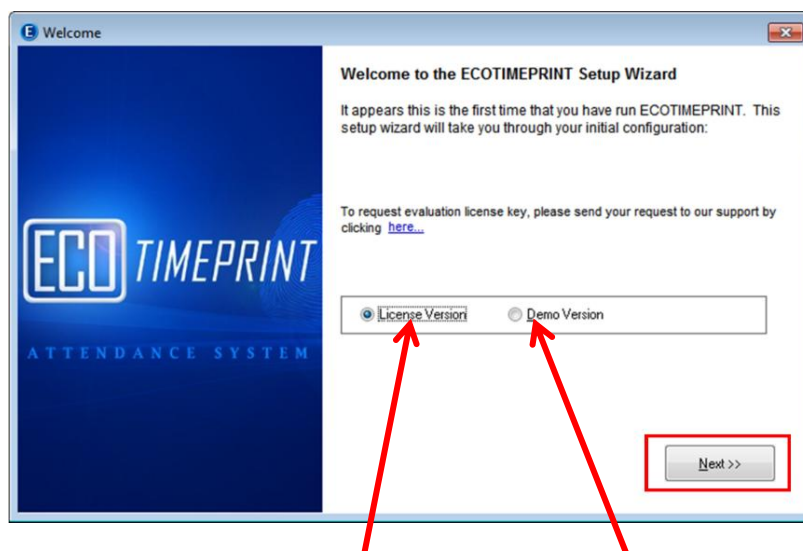 Welcome
Welcome to the ECOTIMEPRINT Setup Wizard
It appears this is the first time that you have run ECOTIMEPRINT. This
setup wizard will take you through your initial configuration:
To request evaluation license key, please send your request to our support by
clicking here...
ECO TIMEPRINT
ATTENDANCE SYSTEM
License Version Demo Version
Next >>